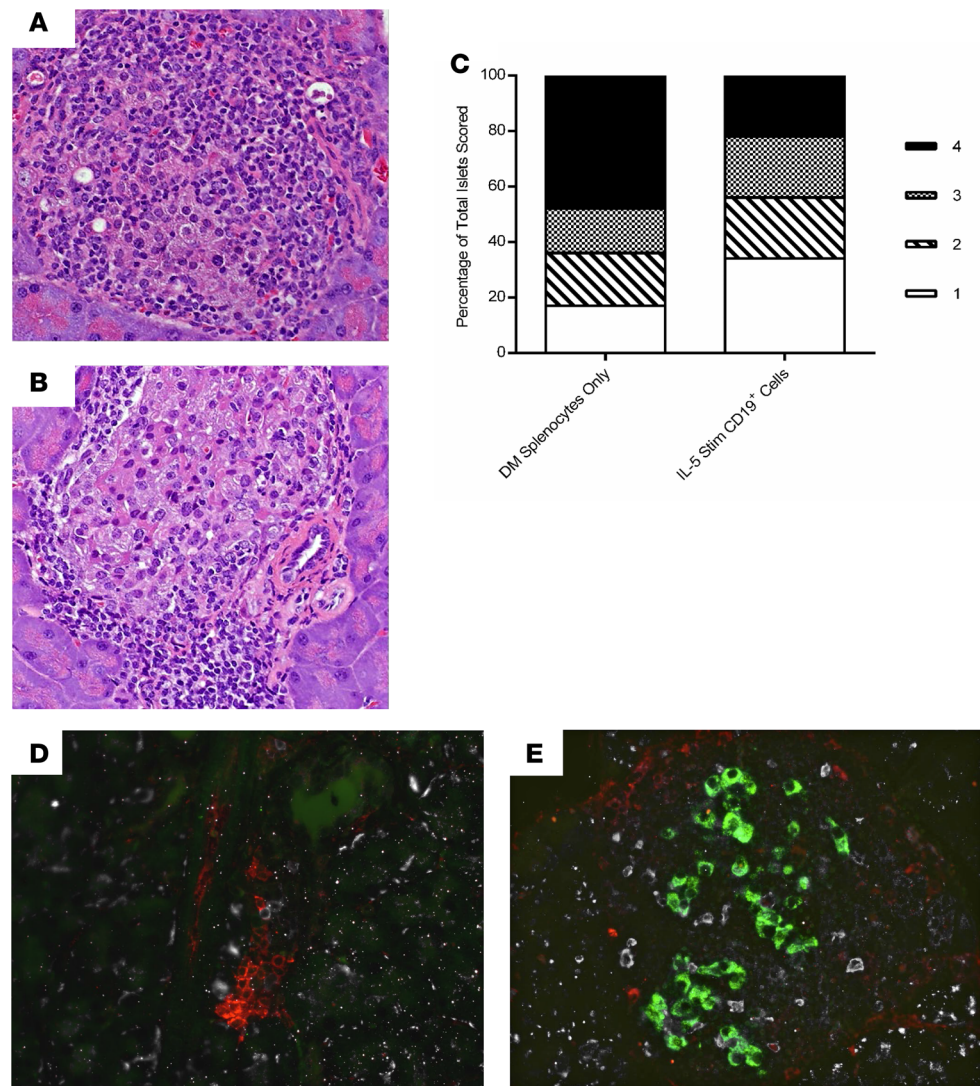 A
B
C
Percentage of Total Islets Scored
100
80
60
40
20
0
DM Splenocytes Only
IL-5 Stim CD19⁺ Cells
4
3
2
1
D
E